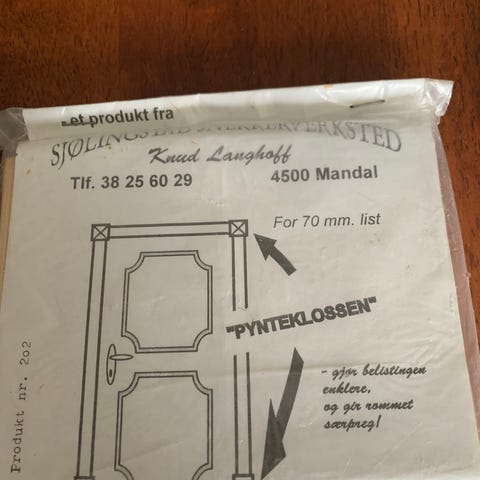 et produkt fra
SJØLINGSTAD SNEKKERVERKSTED
Knud Langhoff
Tlf. 38 25 60 29 4500 Mandal
For 70 mm. list
"PYNTEKLOSSEN"
- gjør belistingen
enklere,
og gir rommet
særpreg!
Produkt nr. 202